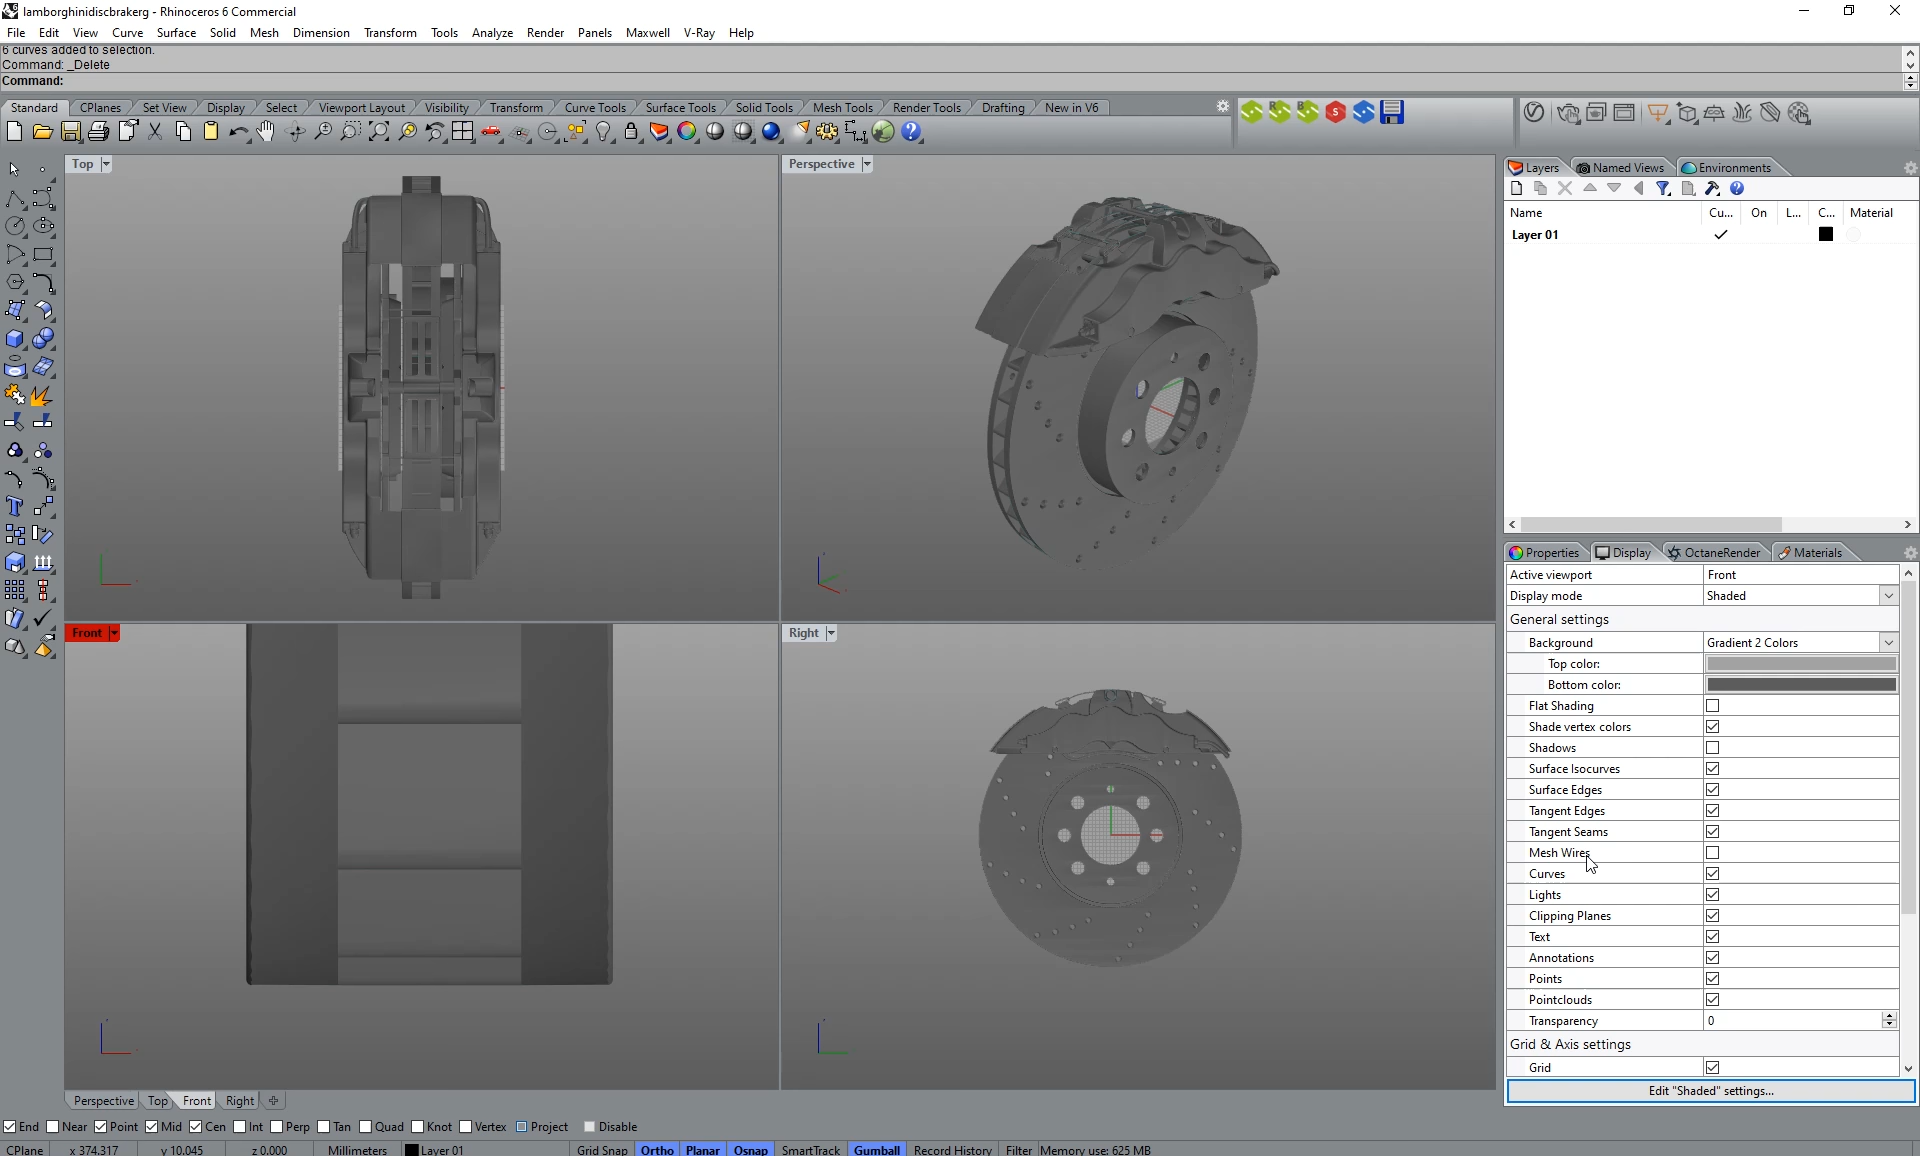 lamborghinidiscbrakerg - Rhinoceros 6 Commercial
File Edit View Curve Surface Solid Mesh Dimension Transform Tools Analyze Render Panels Maxwell V-Ray Help
6 curves added to selection.
Command: _Delete
Command:
Standard CPlanes Set View Display Select Viewport Layout Visibility Transform Curve Tools Surface Tools Solid Tools Mesh Tools Render Tools Drafting New in V6
Top
Perspective
Front
Right
Layers Named Views Environments
Name Cu... On L... C... Material
Layer 01
Properties Display OctaneRender Materials
Active viewport Front
Display mode Shaded
General settings
Background Gradient 2 Colors
Top color:
Bottom color:
Flat Shading
Shade vertex colors
Shadows
Surface Isocurves
Surface Edges
Tangent Edges
Tangent Seams
Mesh Wires
Curves
Lights
Clipping Planes
Text
Annotations
Points
Pointclouds
Transparency 0
Grid & Axis settings
Grid
Edit "Shaded" settings...
Perspective Top Front Right
End Near Point Mid Cen Int Perp Tan Quad Knot Vertex Project Disable
CPlane x 374.317 y 10.045 z 0.000 Millimeters Layer 01 Grid Snap Ortho Planar Osnap SmartTrack Gumball Record History Filter Memory use: 625 MB